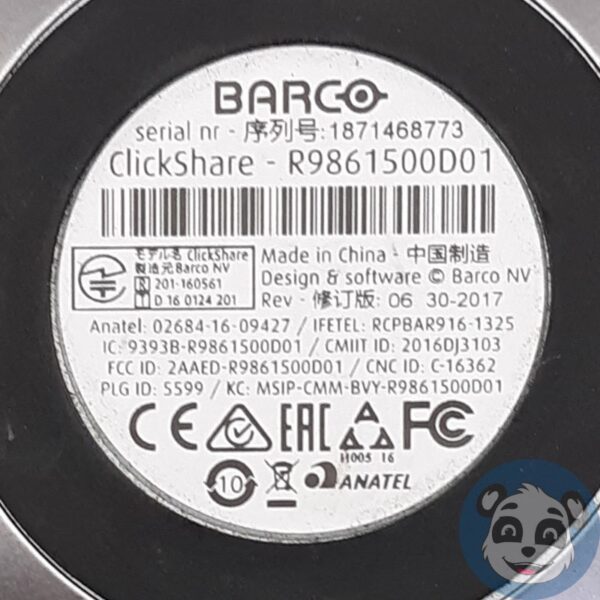 BARCO
serial nr - 序列号:1871468773
ClickShare - R9861500D01
モデル名 ClickShare
製造元 Barco NV
R 201-160561
T D 16 0124 201
Made in China - 中国制造
Design & software © Barco NV
Rev - 修订版: 06 30-2017
Anatel: 02684-16-09427 / IFETEL: RCPBAR916-1325
IC: 9393B-R9861500D01 / CMIIT ID: 2016DJ3103
FCC ID: 2AAED-R9861500D01 / CNC ID: C-16362
PLG ID: 5599 / KC: MSIP-CMM-BVY-R9861500D01
CE EAC FC
H005 16
10 ANATEL